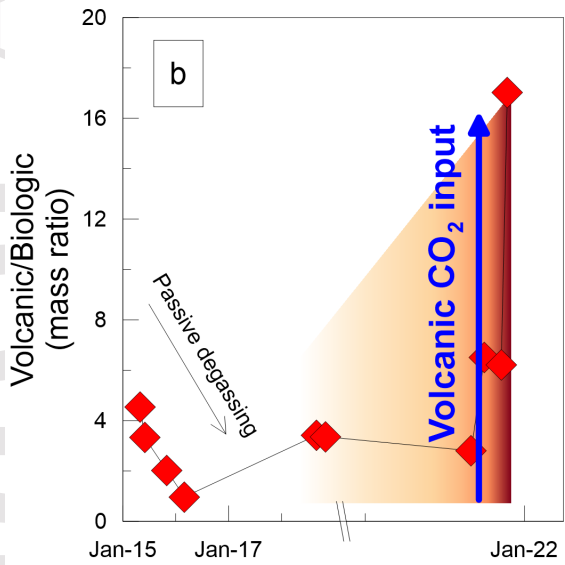 b
20
16
12
8
4
0
Volcanic/Biologic
(mass ratio)
Passive degassing
Volcanic CO₂ input
Jan-15
Jan-17
Jan-22